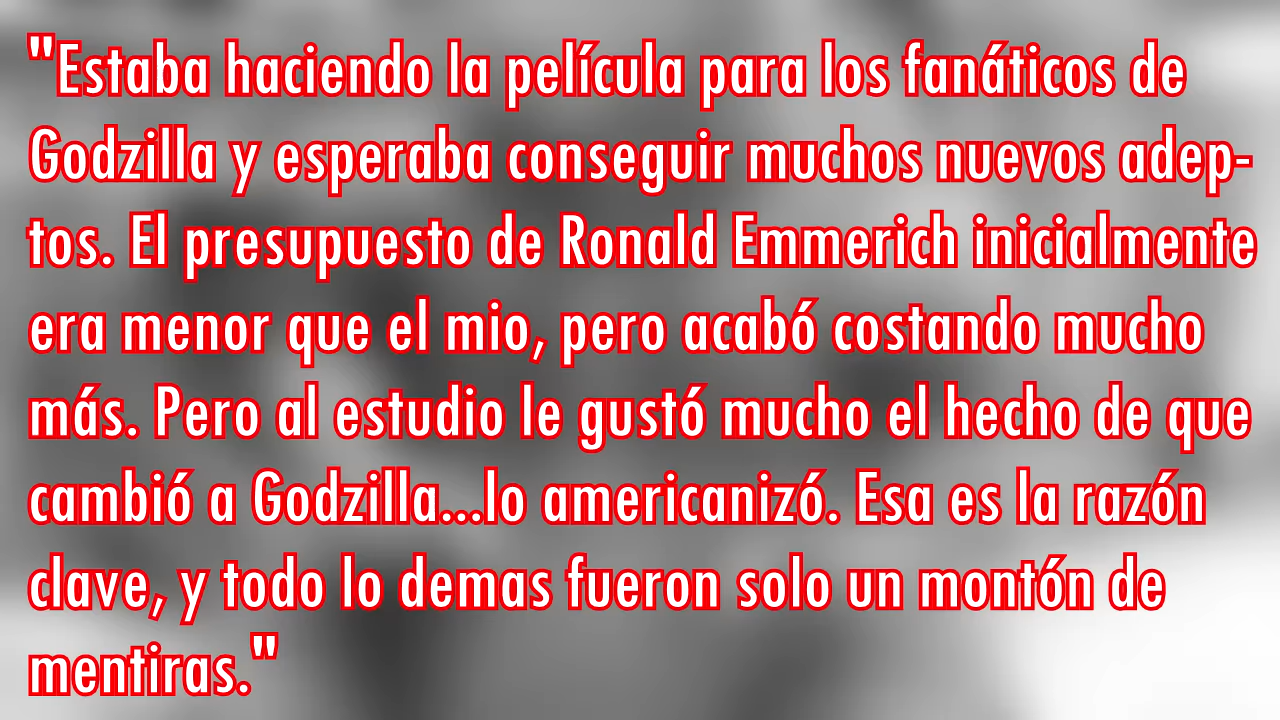 "Estaba haciendo la película para los fanáticos de
Godzilla y esperaba conseguir muchos nuevos adep-
tos. El presupuesto de Ronald Emmerich inicialmente
era menor que el mio, pero acabó costando mucho
más. Pero al estudio le gustó mucho el hecho de que
cambió a Godzilla...lo americanizó. Esa es la razón
clave, y todo lo demas fueron solo un montón de
mentiras."